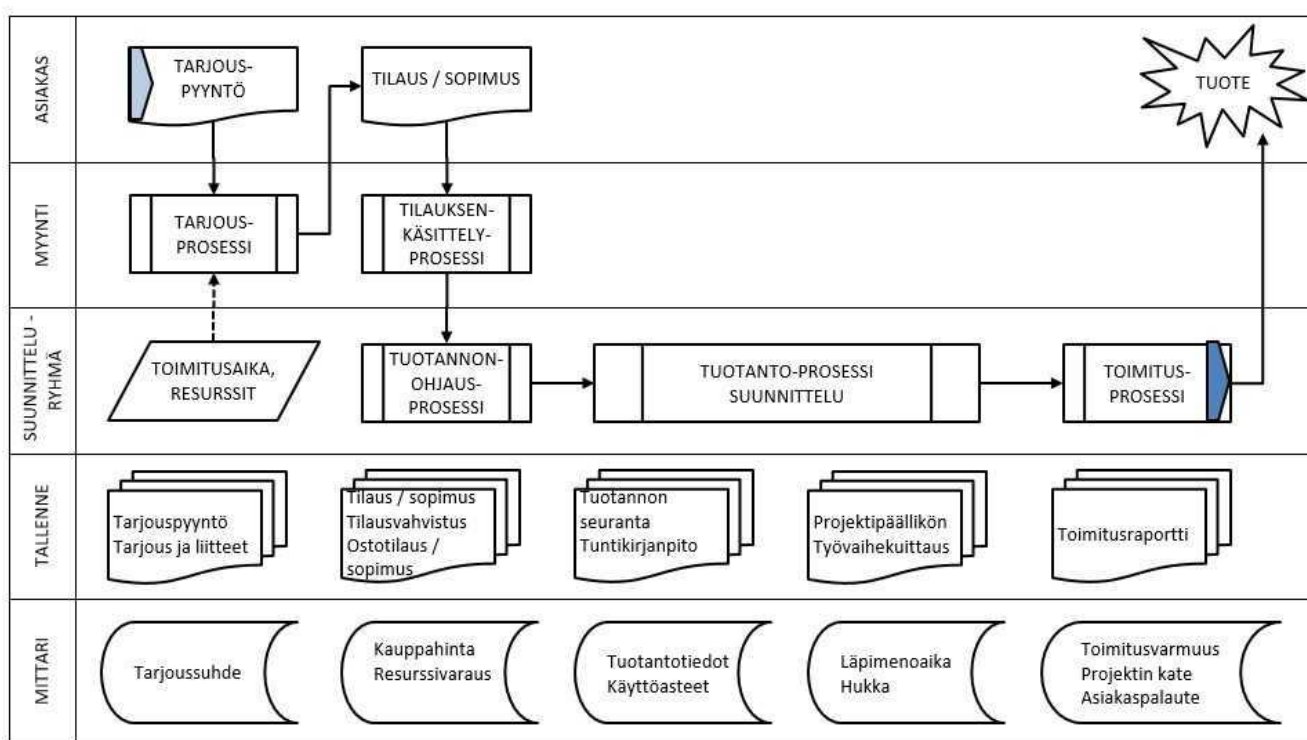 ASIAKAS
TARJOUS-
PYYNTÖ
TILAUS / SOPIMUS
TUOTE
MYYNTI
TARJOUS-
PROSESSI
TILAUKSEN-
KÄSITTELY-
PROSESSI
SUUNNITTELU -
RYHMÄ
TOIMITUSAIKA,
RESURSSIT
TUOTANNON-
OHJAUS-
PROSESSI
TUOTANTO-PROSESSI
SUUNNITTELU
TOIMITUS-
PROSESSI
TALLENNE
Tarjouspyyntö
Tarjous ja liitteet
Tilaus / sopimus
Tilausvahvistus
Ostotilaus /
sopimus
Tuotannon
seuranta
Tuntikirjanpito
Projektipäällikön
Työvaihekuittaus
Toimitusraportti
MITTARI
Tarjoussuhde
Kauppahinta
Resurssivaraus
Tuotantotiedot
Käyttöasteet
Läpimenoaika
Hukka
Toimitusvarmuus
Projektin kate
Asiakaspalaute